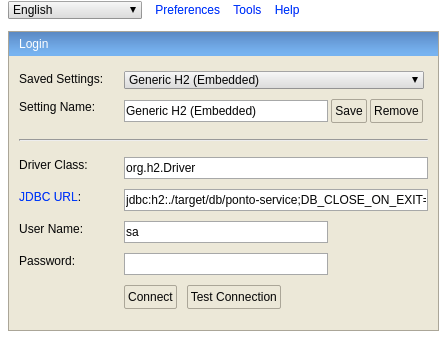 English Preferences Tools Help
Login
Saved Settings: Generic H2 (Embedded)
Setting Name: Generic H2 (Embedded) Save Remove
Driver Class: org.h2.Driver
JDBC URL: jdbc:h2:./target/db/ponto-service;DB_CLOSE_ON_EXIT=
User Name: sa
Password:
Connect Test Connection